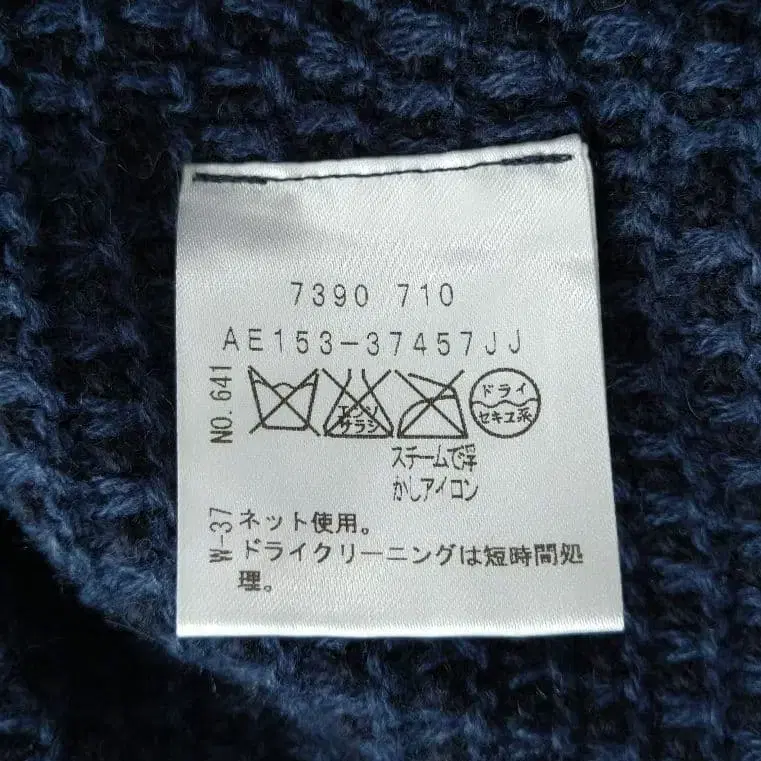 7390 710
AE153-37457JJ
NO.641
エンソ
サラシ
ドライ
セキユ系
スチームで浮
かしアイロン
W-37
ネット使用。
ドライクリーニングは短時間処
理。